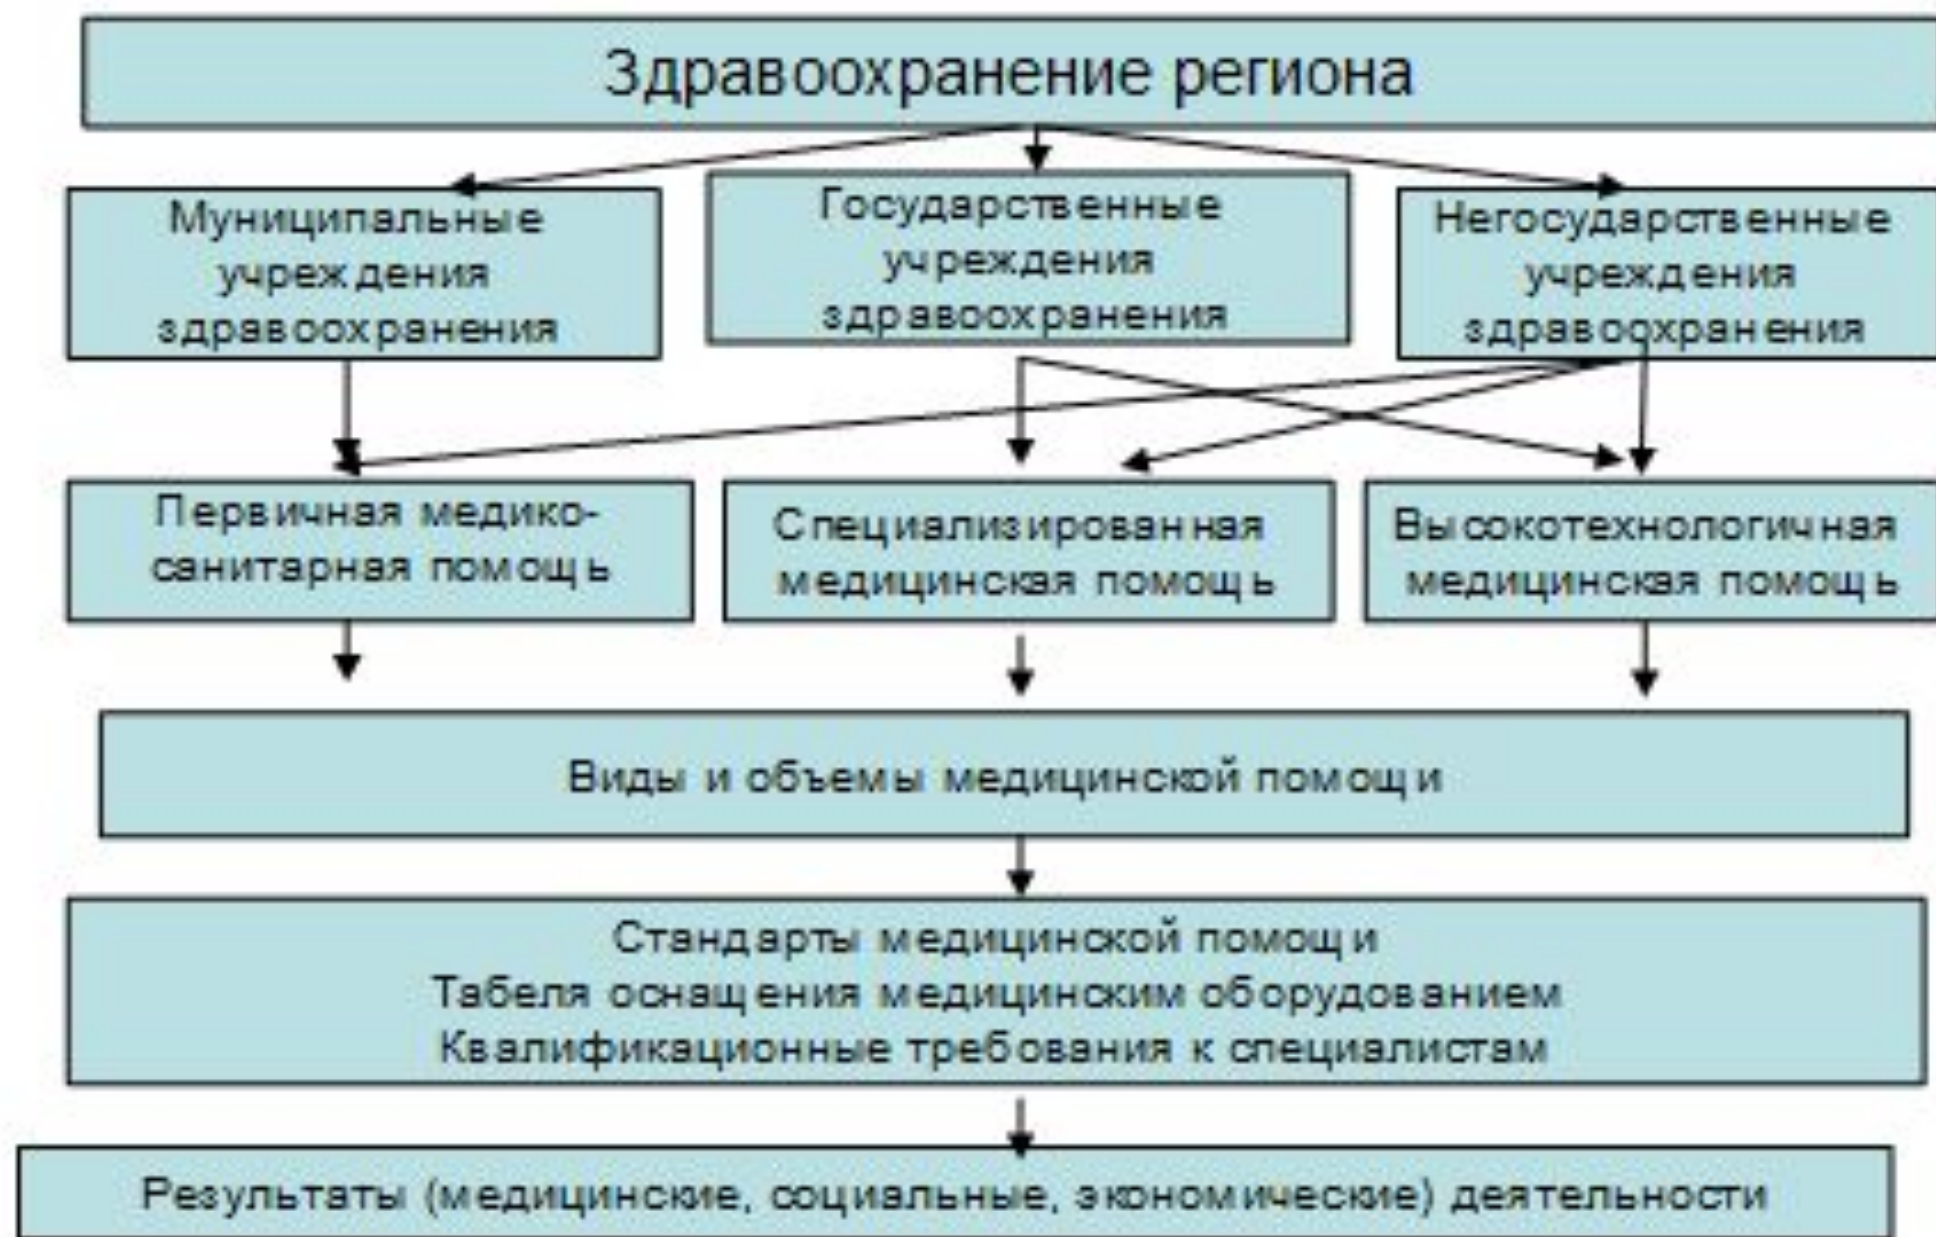 Здравоохранение региона
Муниципальные
учреждения
здравоохранения
Государственные
учреждения
здравоохранения
Негосударственные
учреждения
здравоохранения
Первичная медико-
санитарная помощь
Специализированная
медицинская помощь
Высокотехнологичная
медицинская помощь
Виды и объемы медицинской помощи
Стандарты медицинской помощи
Табеля оснащения медицинским оборудованием
Квалификационные требования к специалистам
Результаты (медицинские, социальные, экономические) деятельности